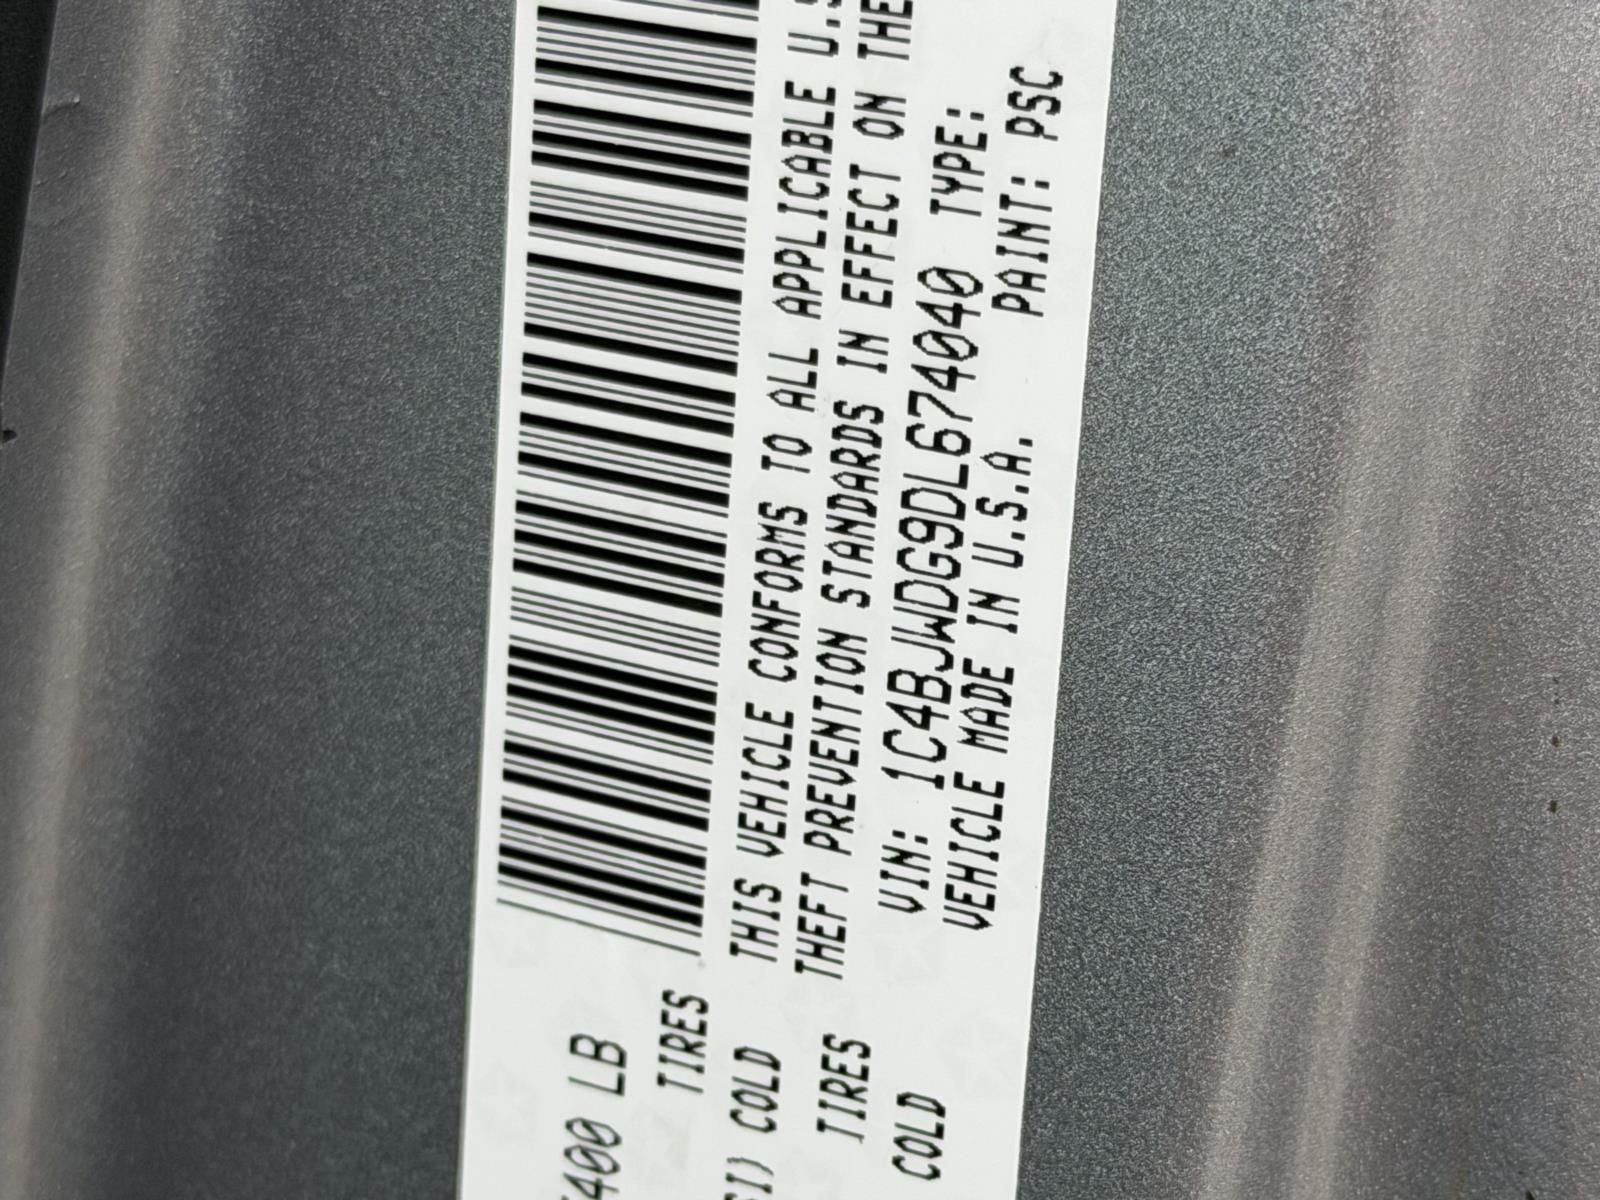 400 LB
TIRES
SI) COLD
TIRES
COLD
THIS VEHICLE CONFORMS TO ALL APPLICABLE U.S
THEFT PREVENTION STANDARDS IN EFFECT ON THE
VIN: 1C4BJWDG9DL674040 TYPE:
VEHICLE MADE IN U.S.A. PAINT: PSC